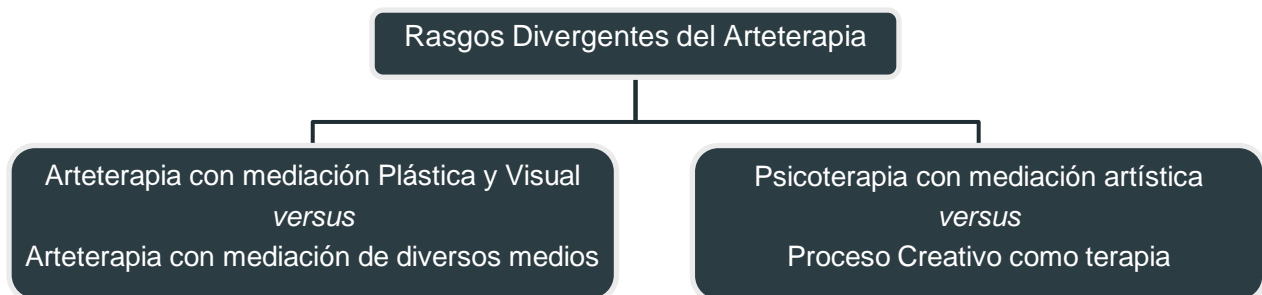 Rasgos Divergentes del Arteterapia
Arteterapia con mediación Plástica y Visual
versus
Arteterapia con mediación de diversos medios
Psicoterapia con mediación artística
versus
Proceso Creativo como terapia